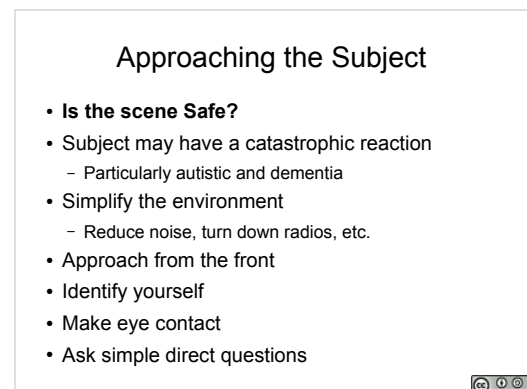 Approaching the Subject
• Is the scene Safe?
• Subject may have a catastrophic reaction
– Particularly autistic and dementia
• Simplify the environment
– Reduce noise, turn down radios, etc.
• Approach from the front
• Identify yourself
• Make eye contact
• Ask simple direct questions
cc